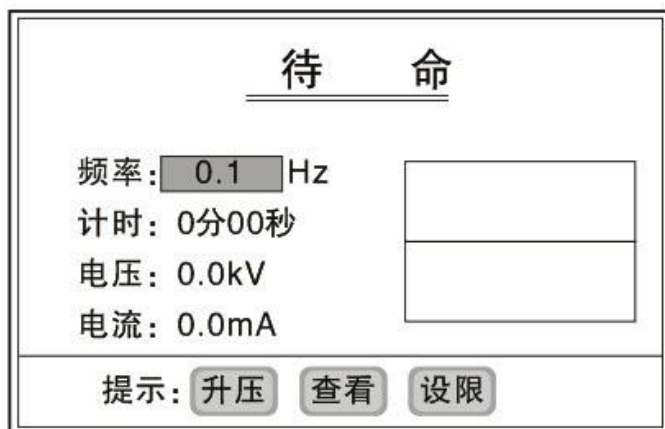 待 命
频率: 0.1 Hz
计时: 0分00秒
电压: 0.0kV
电流: 0.0mA
提示: 升压 查看 设限